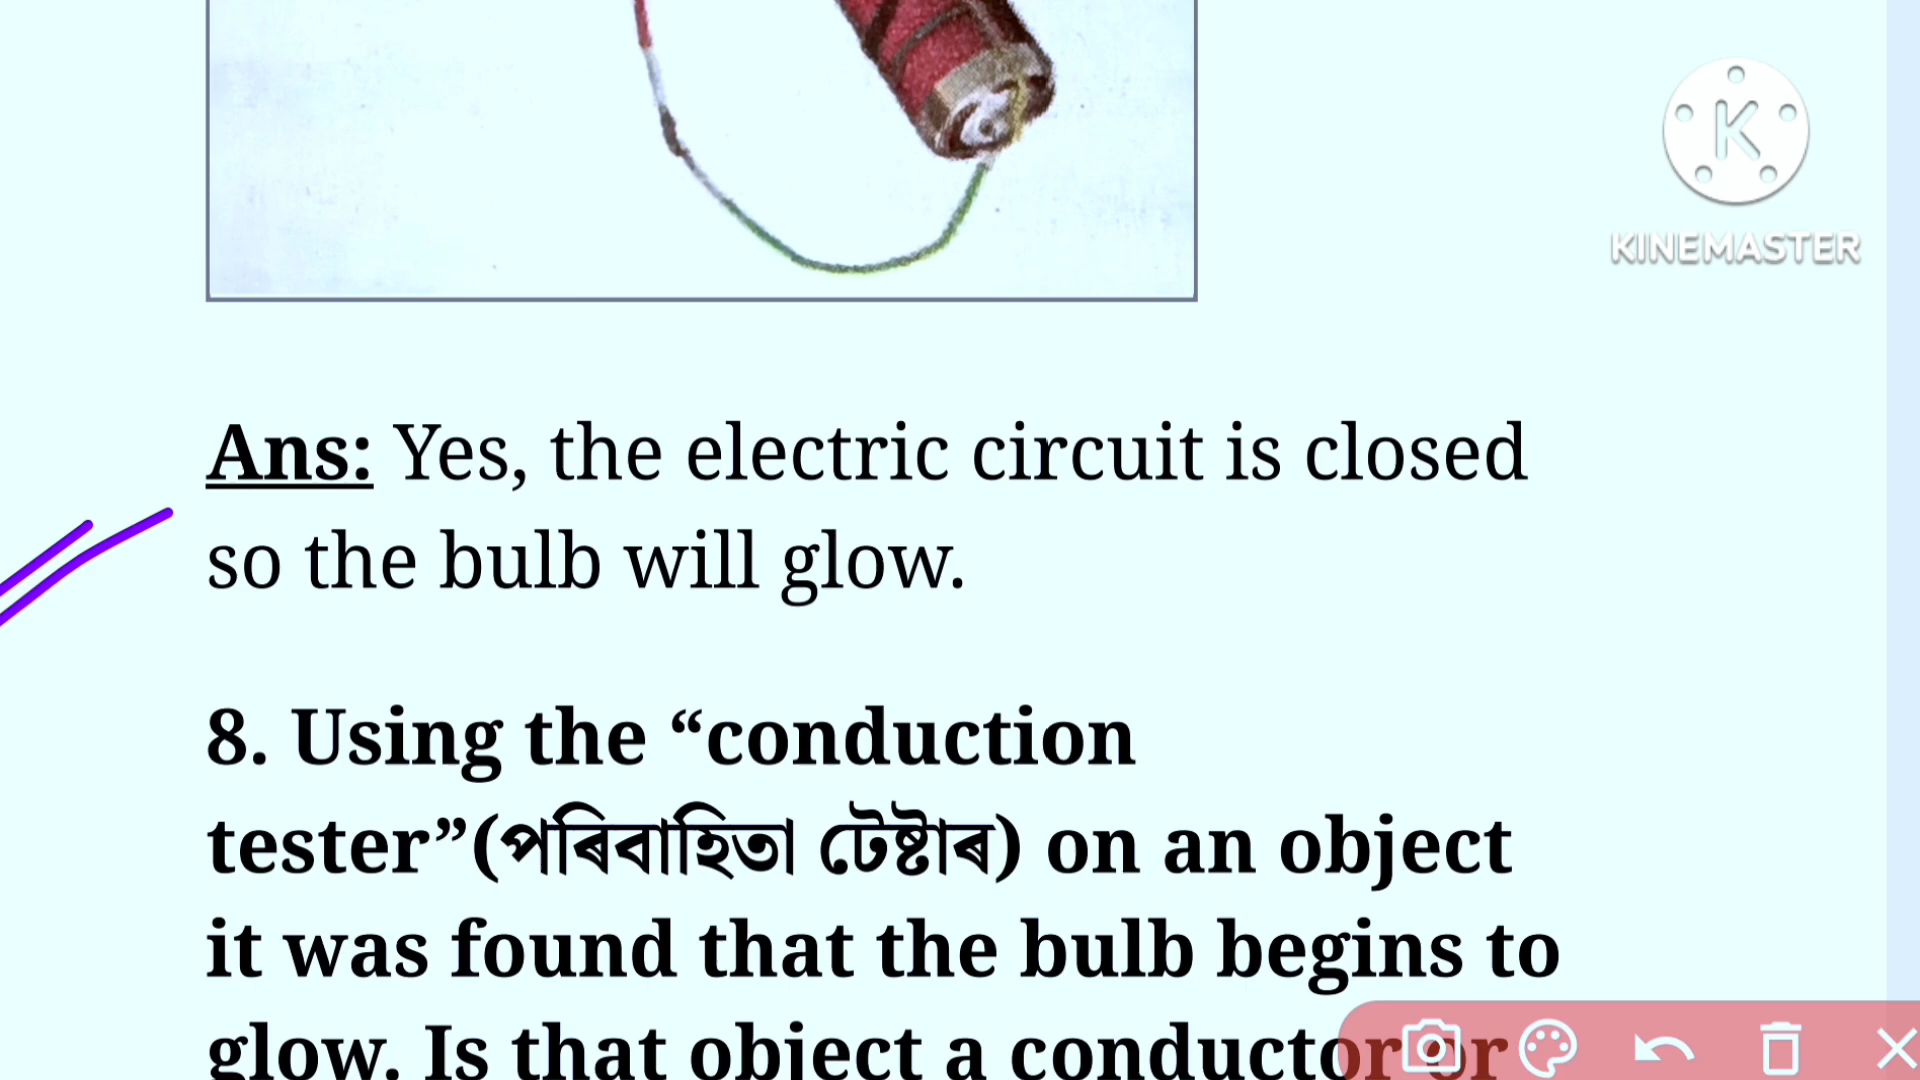 KINEMASTER
Ans: Yes, the electric circuit is closed
so the bulb will glow.
8. Using the “conduction
tester”(পৰিবাহিতা টেষ্টাৰ) on an object
it was found that the bulb begins to
glow. Is that object a conductor or